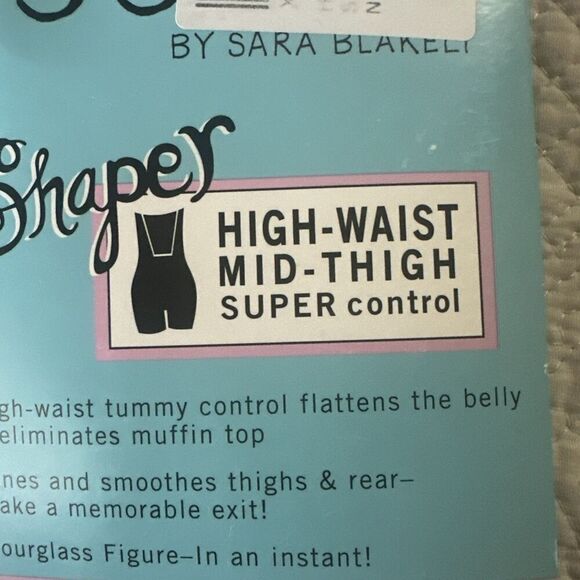 BY SARA BLAKELY
Shaper
HIGH-WAIST
MID-THIGH
SUPER control
gh-waist tummy control flattens the belly
eliminates muffin top
nes and smoothes thighs & rear–
ake a memorable exit!
ourglass Figure–In an instant!